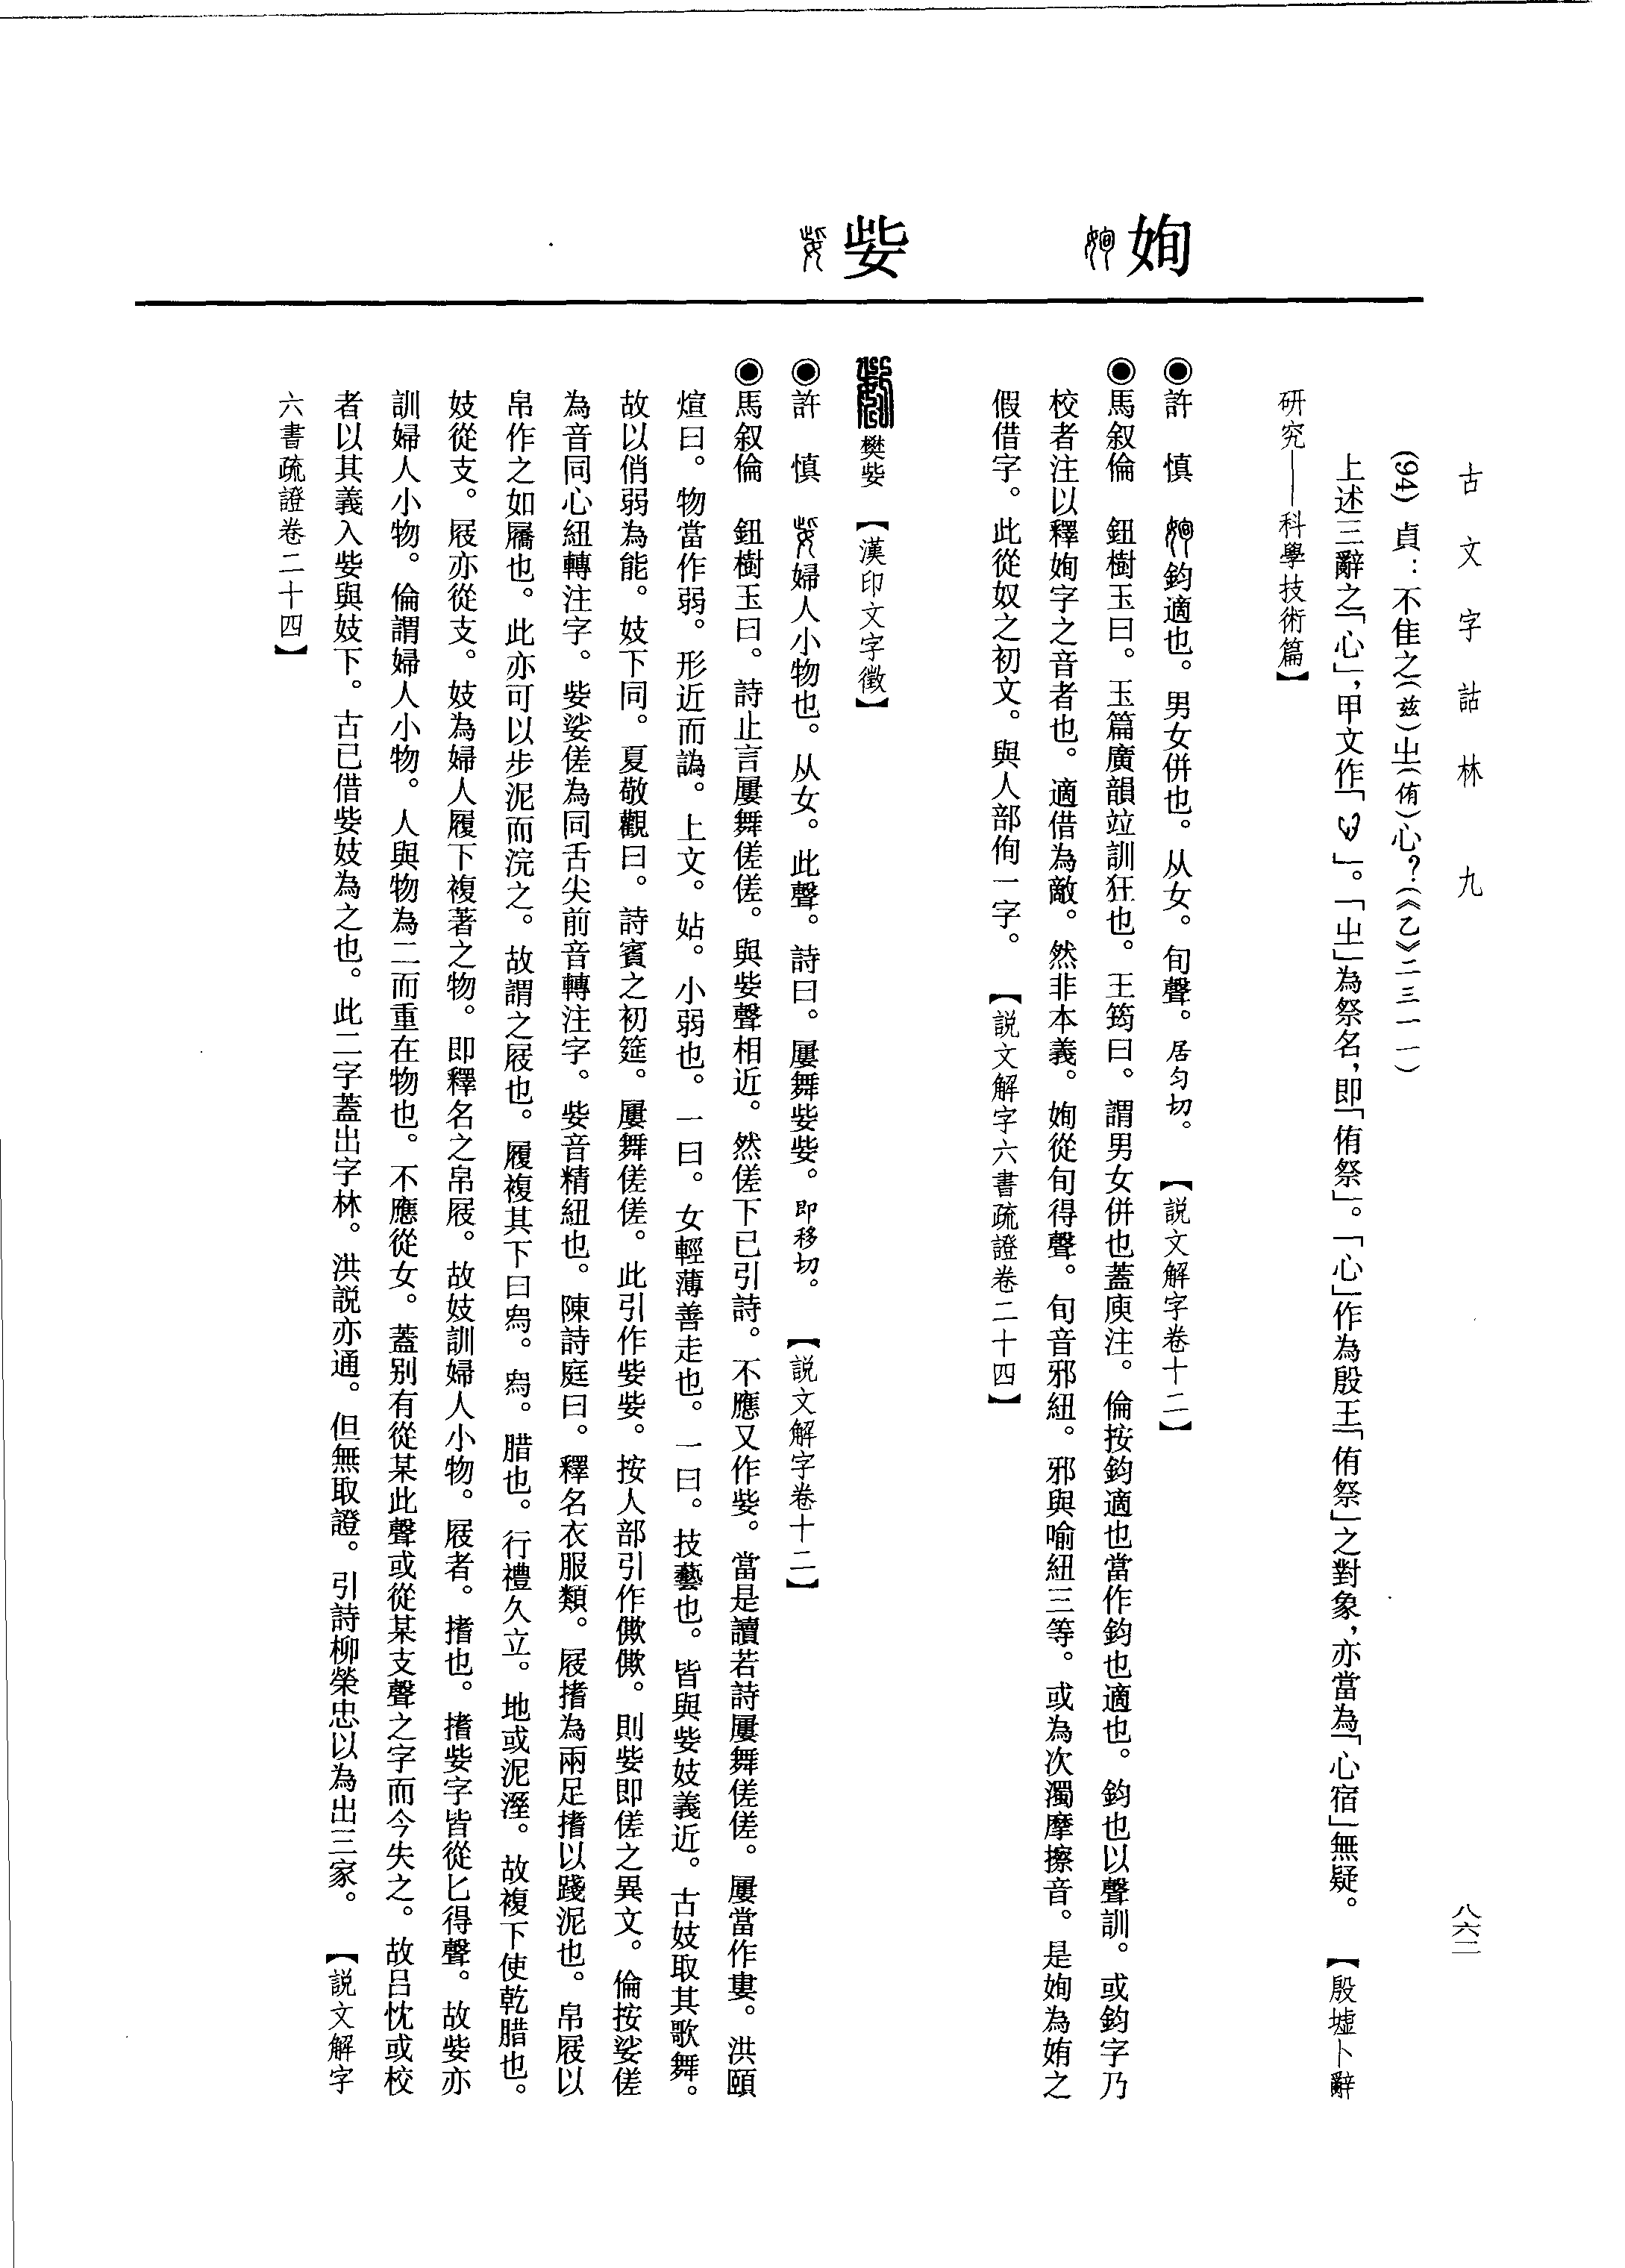 古文字詁林　九
八六二
(94) 貞：不隹之(兹)㞢(侑)心？(《乙》二三一一)
上述三辭之「心」，甲文作「」。「㞢」為祭名，即「侑祭」。「心」作為殷王「侑祭」之對象，亦當為「心宿」無疑。【殷墟卜辭
研究——科學技術篇】
姰
◉許　慎　鈞適也。男女併也。从女。旬聲。居匀切。【説文解字卷十二】
◉馬叙倫　鈕樹玉曰。玉篇廣韻竝訓狂也。王筠曰。謂男女併也蓋庾注。倫按鈞適也當作鈞也適也。鈞也以聲訓。或鈞字乃
校者注以釋姰字之音者也。適借為敵。然非本義。姰從旬得聲。旬音邪紐。邪與喻紐三等。或為次濁摩擦音。是姰為姷之
假借字。此從奴之初文。與人部侚一字。【説文解字六書疏證卷二十四】
姕
樊姕【漢印文字徵】
◉許　慎　婦人小物也。从女。此聲。詩曰。屢舞姕姕。即移切。【説文解字卷十二】
◉馬叙倫　鈕樹玉曰。詩止言屢舞傞傞。與姕聲相近。然傞下已引詩。不應又作姕。當是讀若詩屢舞傞傞。屢當作婁。洪頤
煊曰。物當作弱。形近而譌。上文。姑。小弱也。一曰。女輕薄善走也。一曰。技藝也。皆與姕妓義近。古妓取其歌舞。
故以俏弱為能。妓下同。夏敬觀曰。詩賓之初筵。屢舞傞傞。此引作姕姕。按人部引作僛僛。則姕即傞之異文。倫按娑傞
為音同心紐轉注字。姕娑傞為同舌尖前音轉注字。姕音精紐也。陳詩庭曰。釋名衣服類。屐搘為兩足搘以踐泥也。帛屐以
帛作之如屩也。此亦可以步泥而浣之。故謂之屐也。履複其下曰舄。舄。腊也。行禮久立。地或泥溼。故複下使乾腊也。
妓從支。屐亦從支。妓為婦人履下複著之物。即釋名之帛屐。故妓訓婦人小物。屐者。搘也。搘姕字皆從匕得聲。故姕亦
訓婦人小物。倫謂婦人小物。人與物為二而重在物也。不應從女。蓋别有從某此聲或從某支聲之字而今失之。故吕忱或校
者以其義入姕與妓下。古已借姕妓為之也。此二字蓋出字林。洪説亦通。但無取證。引詩柳榮忠以為出三家。【説文解字
六書疏證卷二十四】